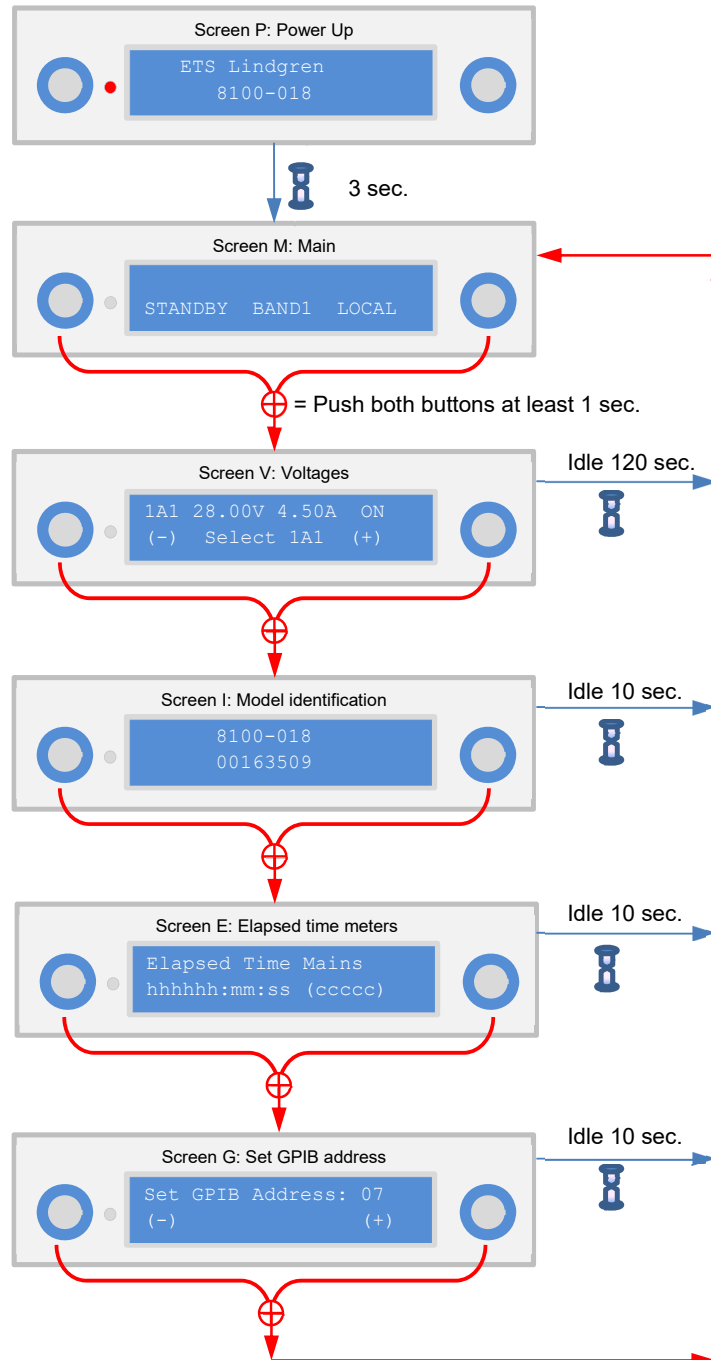 Screen P: Power Up
ETS Lindgren
8100-018
3 sec.
Screen M: Main
STANDBY BAND1 LOCAL
= Push both buttons at least 1 sec.
Screen V: Voltages
Idle 120 sec.
1A1 28.00V 4.50A ON
(-) Select 1A1 (+)
Screen I: Model identification
Idle 10 sec.
8100-018
00163509
Screen E: Elapsed time meters
Idle 10 sec.
Elapsed Time Mains
hhhhhh:mm:ss (ccccc)
Screen G: Set GPIB address
Idle 10 sec.
Set GPIB Address: 07
(-) (+)